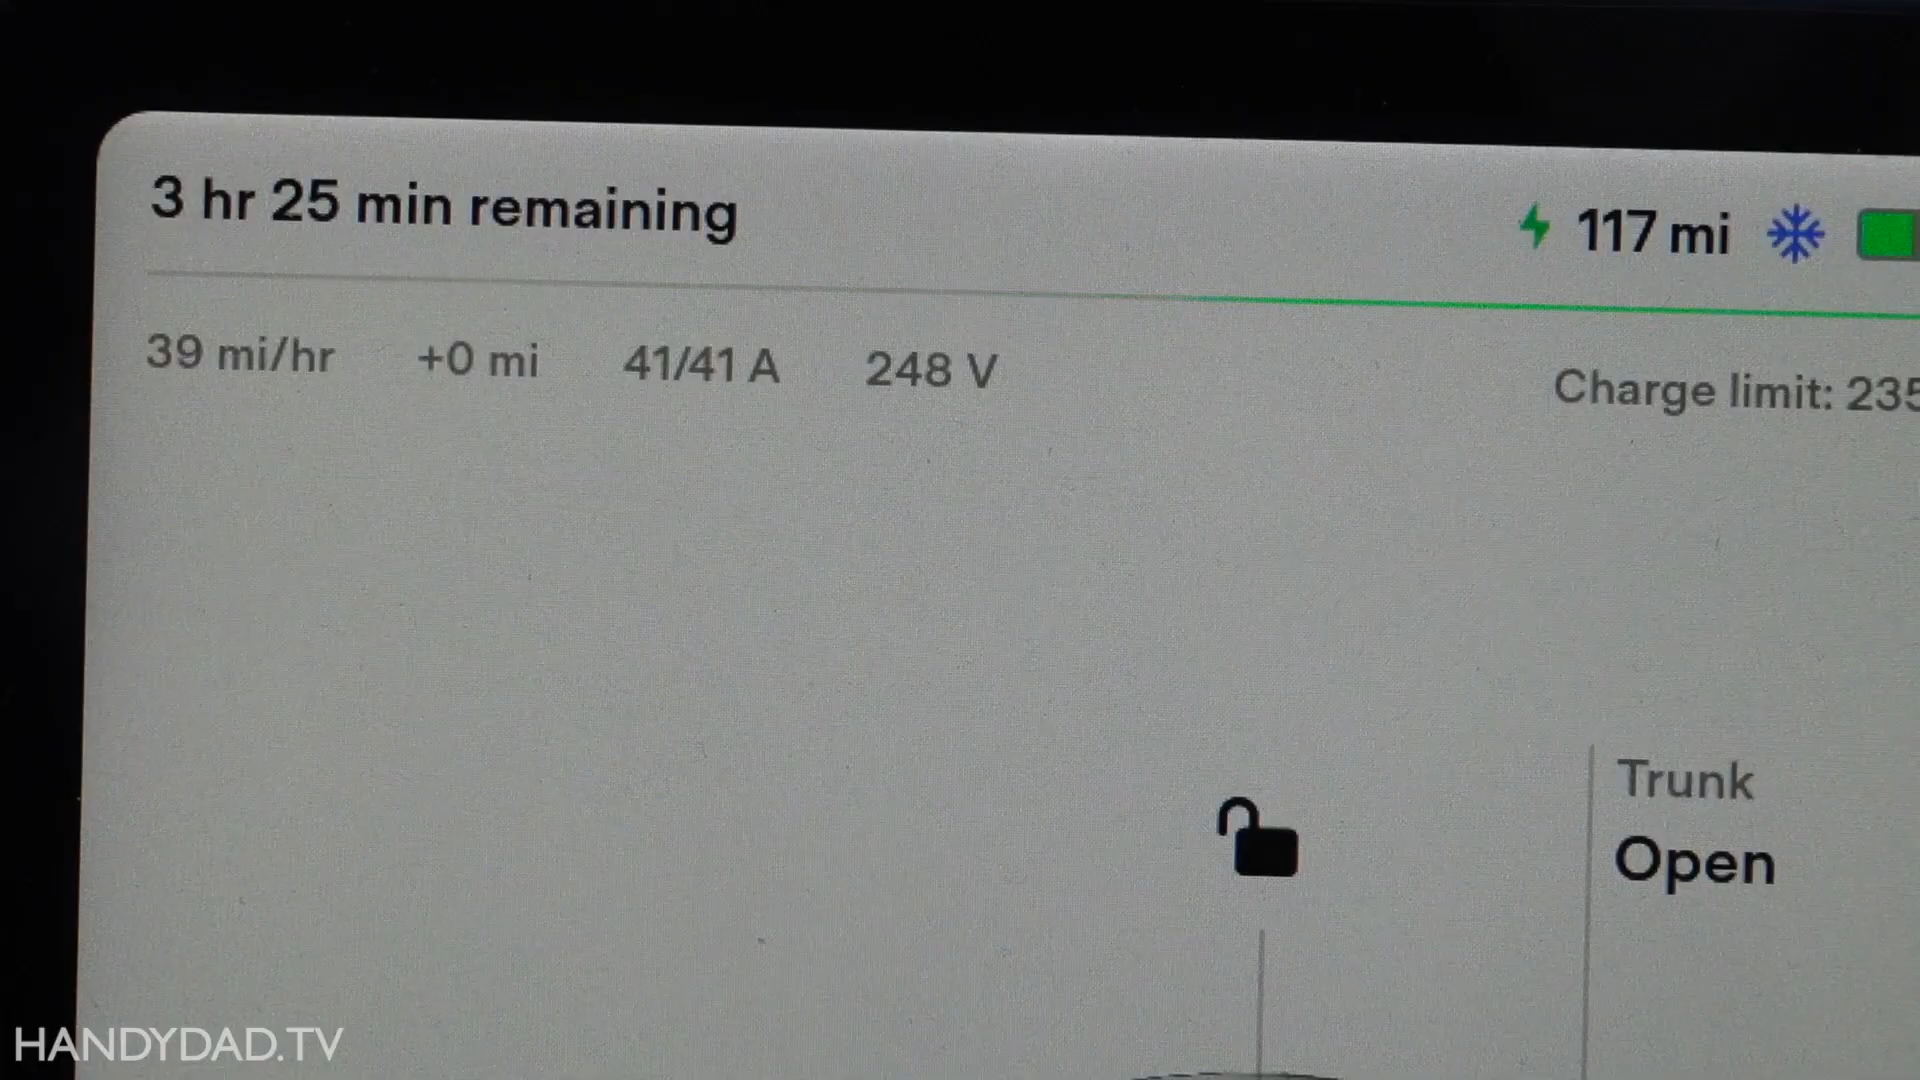 3 hr 25 min remaining
117 mi
39 mi/hr +0 mi 41/41 A 248 V
Charge limit: 235
Trunk
Open
HANDYDAD.TV